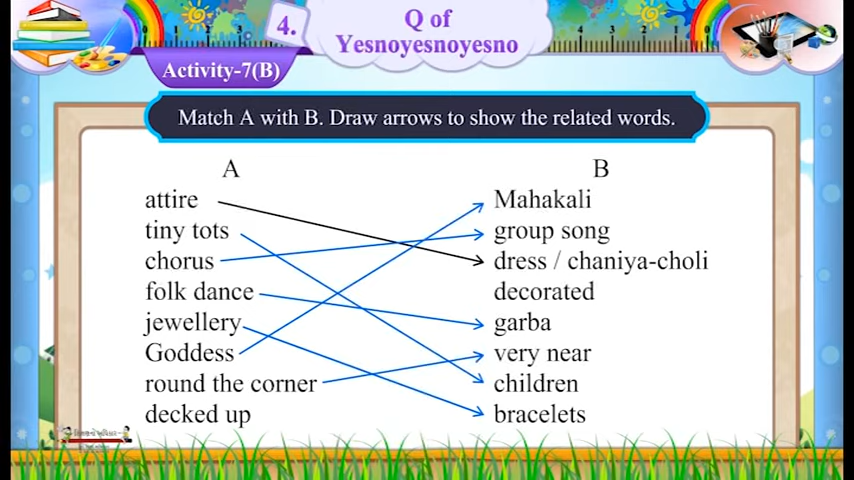 4.
Q of
Yesnoyesnoyesno
Activity-7(B)
Match A with B. Draw arrows to show the related words.
A
B
attire
Mahakali
tiny tots
group song
chorus
dress / chaniya-choli
folk dance
decorated
jewellery
garba
Goddess
very near
round the corner
children
decked up
bracelets